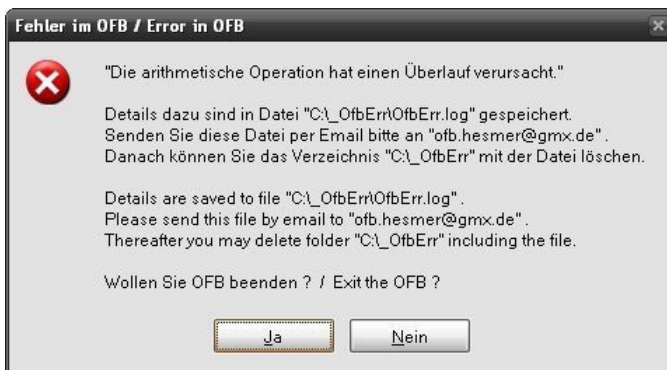 Fehler im OFB / Error in OFB
"Die arithmetische Operation hat einen Überlauf verursacht."
Details dazu sind in Datei "C:\_OfbErr\OfbErr.log" gespeichert.
Senden Sie diese Datei per Email bitte an "ofb.hesmer@gmx.de" .
Danach können Sie das Verzeichnis "C:\_OfbErr" mit der Datei löschen.
Details are saved to file "C:\_OfbErr\OfbErr.log" .
Please send this file by email to "ofb.hesmer@gmx.de" .
Thereafter you may delete folder "C:\_OfbErr" including the file.
Wollen Sie OFB beenden ? / Exit the OFB ?
Ja Nein